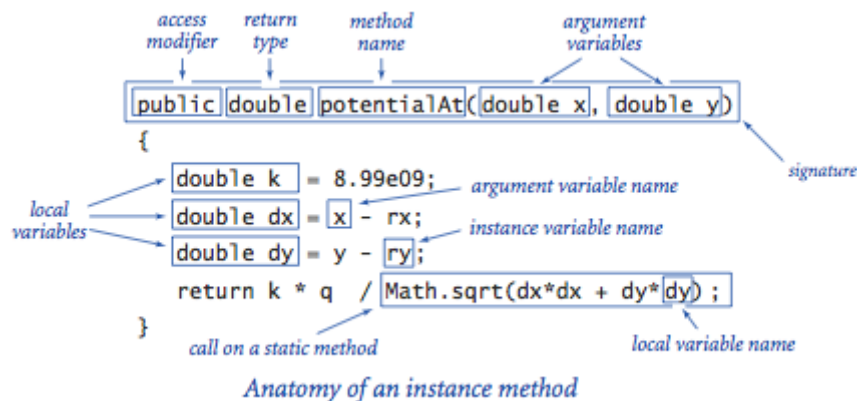 access modifier
return type
method name
argument variables
public double potentialAt(double x, double y)
signature
{
double k = 8.99e09;
argument variable name
local variables
double dx = x - rx;
instance variable name
double dy = y - ry;
return k * q / Math.sqrt(dx*dx + dy*dy) ;
}
call on a static method
local variable name
Anatomy of an instance method